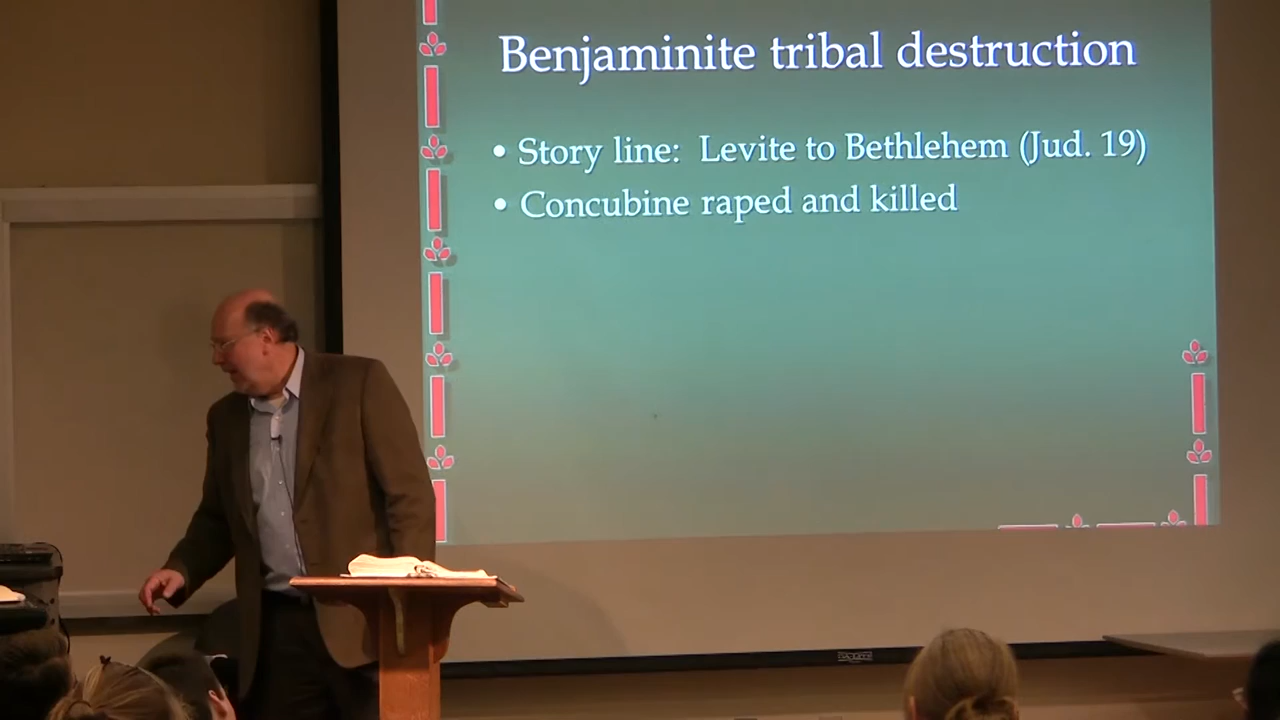 Benjaminite tribal destruction
• Story line: Levite to Bethlehem (Jud. 19)
• Concubine raped and killed